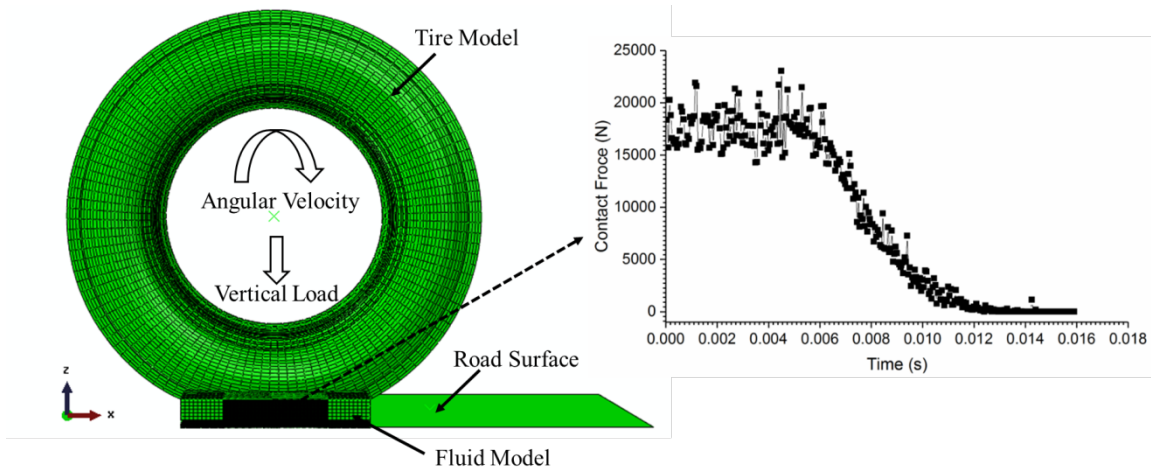 Tire Model
Angular Velocity
Vertical Load
Road Surface
Fluid Model
z
x
Contact Froce (N)
25000
20000
15000
10000
5000
0
0.000 0.002 0.004 0.006 0.008 0.010 0.012 0.014 0.016 0.018
Time (s)